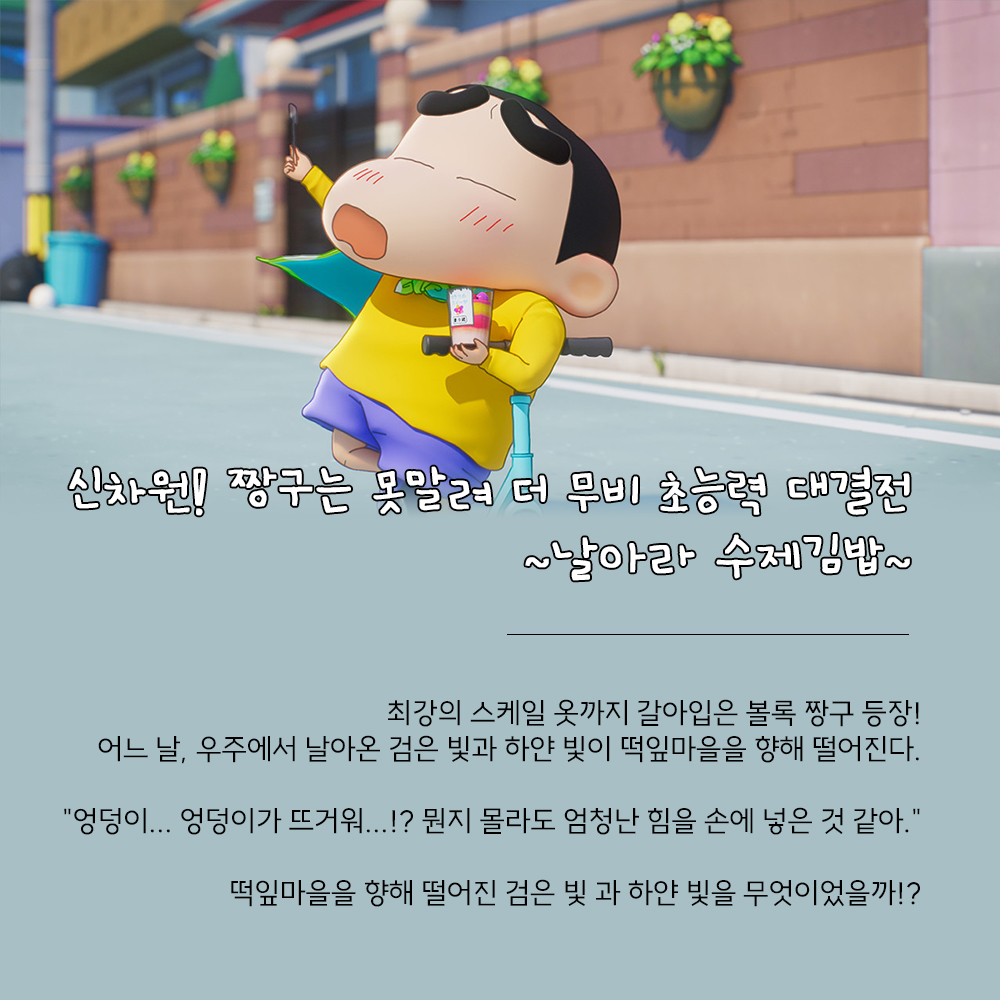 신차원! 짱구는 못말려 더 무비 초능력 대결전
~날아라 수제김밥~
최강의 스케일 옷까지 갈아입은 볼록 짱구 등장!
어느 날, 우주에서 날아온 검은 빛과 하얀 빛이 떡잎마을을 향해 떨어진다.
"엉덩이... 엉덩이가 뜨거워...!? 뭔지 몰라도 엄청난 힘을 손에 넣은 것 같아."
떡잎마을을 향해 떨어진 검은 빛 과 하얀 빛을 무엇이었을까!?